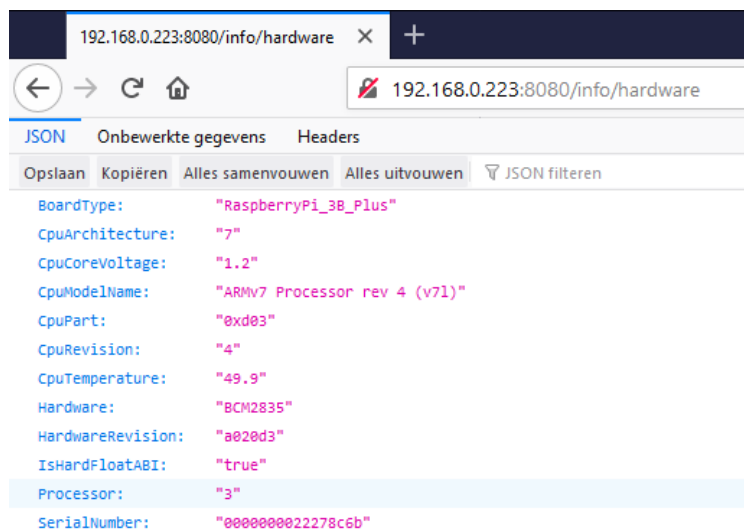 192.168.0.223:8080/info/hardware
192.168.0.223:8080/info/hardware
JSON Onbewerkte gegevens Headers
Opslaan Kopiëren Alles samenvouwen Alles uitvouwen JSON filteren
BoardType: "RaspberryPi_3B_Plus"
CpuArchitecture: "7"
CpuCoreVoltage: "1.2"
CpuModelName: "ARMv7 Processor rev 4 (v7l)"
CpuPart: "0xd03"
CpuRevision: "4"
CpuTemperature: "49.9"
Hardware: "BCM2835"
HardwareRevision: "a020d3"
IsHardFloatABI: "true"
Processor: "3"
SerialNumber: "0000000022278c6b"